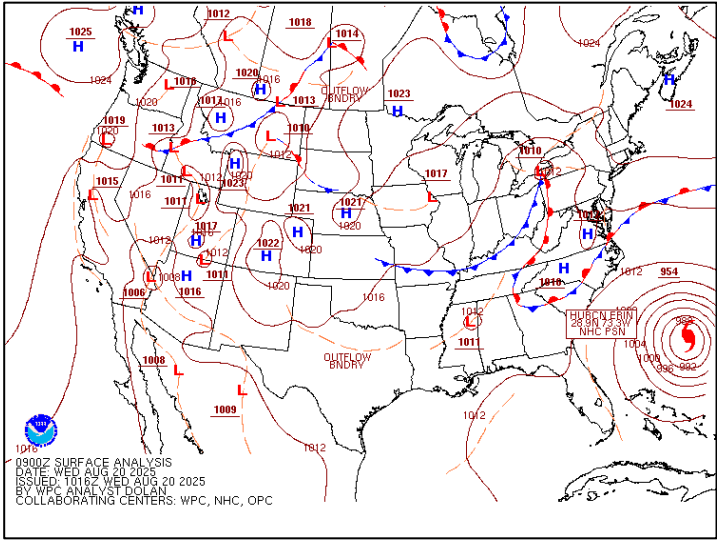 1012
1018
1014
1025
H
L
H
L
1024
1024
1020
1016
H
1023
H
1024
L
1018
1020
1016
H
OUTFLOW
BNDRY
1017
1016
H
1013
L
1019
1020
L
1013
L
1010
L
1012
1010
L
1012
1011
L
1012
H
1020
1023
1015
L
1016
1011
L
1017
L
1021
H
1020
1021
H
1020
1017
1016
H
1012
H
1012
L
1011
1022
H
1020
H
1016
1012
954
1006
L
1008
H
1016
1018
1016
HURCN ERIN
28.9N 73.3W
NHC PSN
1012
L
1011
1004
1000
996
992
1008
L
OUTFLOW
BNDRY
1009
L
1012
1012
1016
0900Z SURFACE ANALYSIS
DATE: WED AUG 20 2025
ISSUED: 1016Z WED AUG 20 2025
BY WPC ANALYST DOLAN
COLLABORATING CENTERS: WPC, NHC, OPC